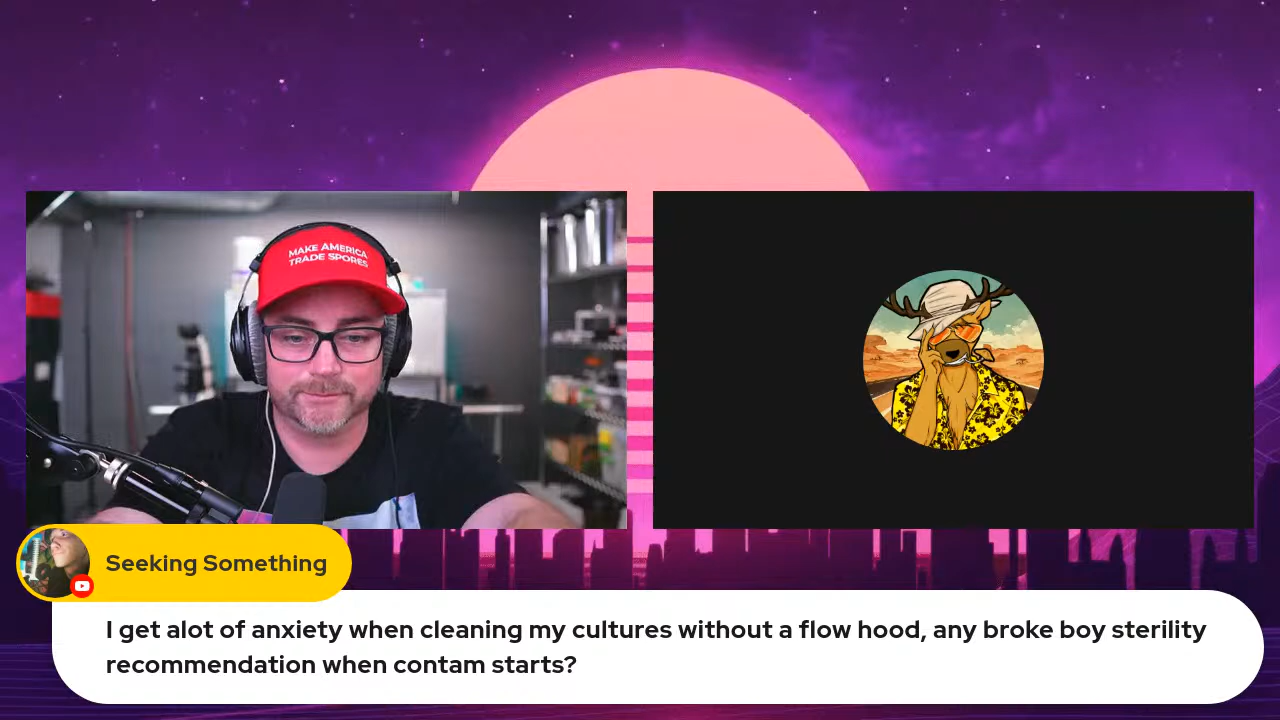 MAKE AMERICA
TRADE SPORES
Seeking Something
I get alot of anxiety when cleaning my cultures without a flow hood, any broke boy sterility
recommendation when contam starts?